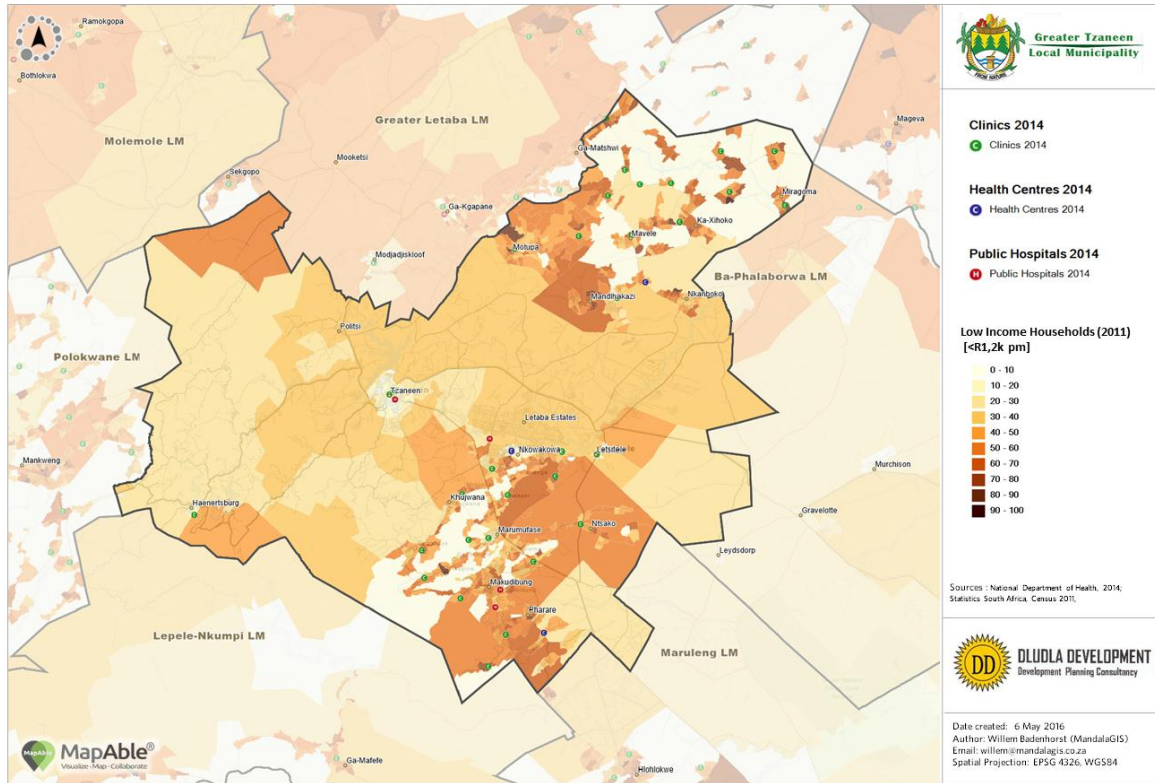 Greater Tzaneen
Local Municipality
FROM NATURE
Clinics 2014
C Clinics 2014
Health Centres 2014
C Health Centres 2014
Public Hospitals 2014
H Public Hospitals 2014
Low Income Households (2011)
[<R1,2k pm]
0 - 10
10 - 20
20 - 30
30 - 40
40 - 50
50 - 60
60 - 70
70 - 80
80 - 90
90 - 100
Sources : National Department of Health, 2014;
Statistics South Africa, Census 2011,
DD
DLUDLA DEVELOPMENT
Development Planning Consultancy
Date created: 6 May 2016
Author: Willem Badenhorst (MandalaGIS)
Email: willem@mandalagis.co.za
Spatial Projection: EPSG 4326, WGS84
Ramokgopa
Bothlokwa
Molemole LM
Greater Letaba LM
Mageva
Mooketsi
Sekgopo
Ga-Matshwi
Miragoma
Ga-Kgapane
Ka-Xihoko
Mavele
Motupa
Modjadjiskloof
Ba-Phalaborwa LM
Mandhakazi
Nkanboko
Politsi
Polokwane LM
Tzaneen
Letaba Estates
Nkowakowa
Letsitele
Mankweng
Murchison
Khujwana
Haenertsburg
Gravelotte
Ntsako
Marumufase
Leydsdorp
Makudibung
Pharare
Lepele-Nkumpi LM
Maruleng LM
Ga-Mafefe
Hlohlokwe
MapAble
MapAble®
Visualize - Map - Collaborate